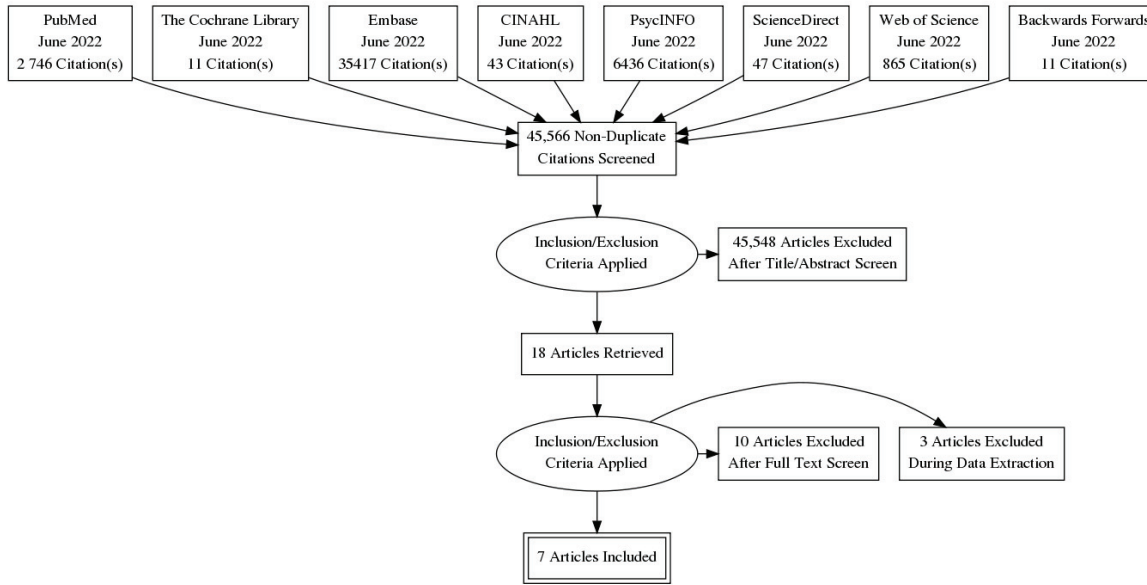 PubMed
June 2022
2 746 Citation(s)
The Cochrane Library
June 2022
11 Citation(s)
Embase
June 2022
35417 Citation(s)
CINAHL
June 2022
43 Citation(s)
PsycINFO
June 2022
6436 Citation(s)
ScienceDirect
June 2022
47 Citation(s)
Web of Science
June 2022
865 Citation(s)
Backwards Forwards
June 2022
11 Citation(s)
45,566 Non-Duplicate
Citations Screened
Inclusion/Exclusion
Criteria Applied
45,548 Articles Excluded
After Title/Abstract Screen
18 Articles Retrieved
Inclusion/Exclusion
Criteria Applied
10 Articles Excluded
After Full Text Screen
3 Articles Excluded
During Data Extraction
7 Articles Included